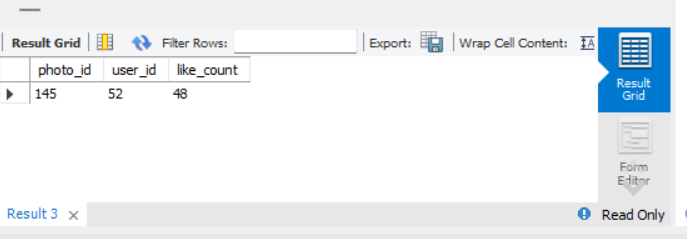 Result Grid Filter Rows: Export: Wrap Cell Content: IA
photo_id user_id like_count
145 52 48
Result Grid
Form Editor
Result 3 × Read Only